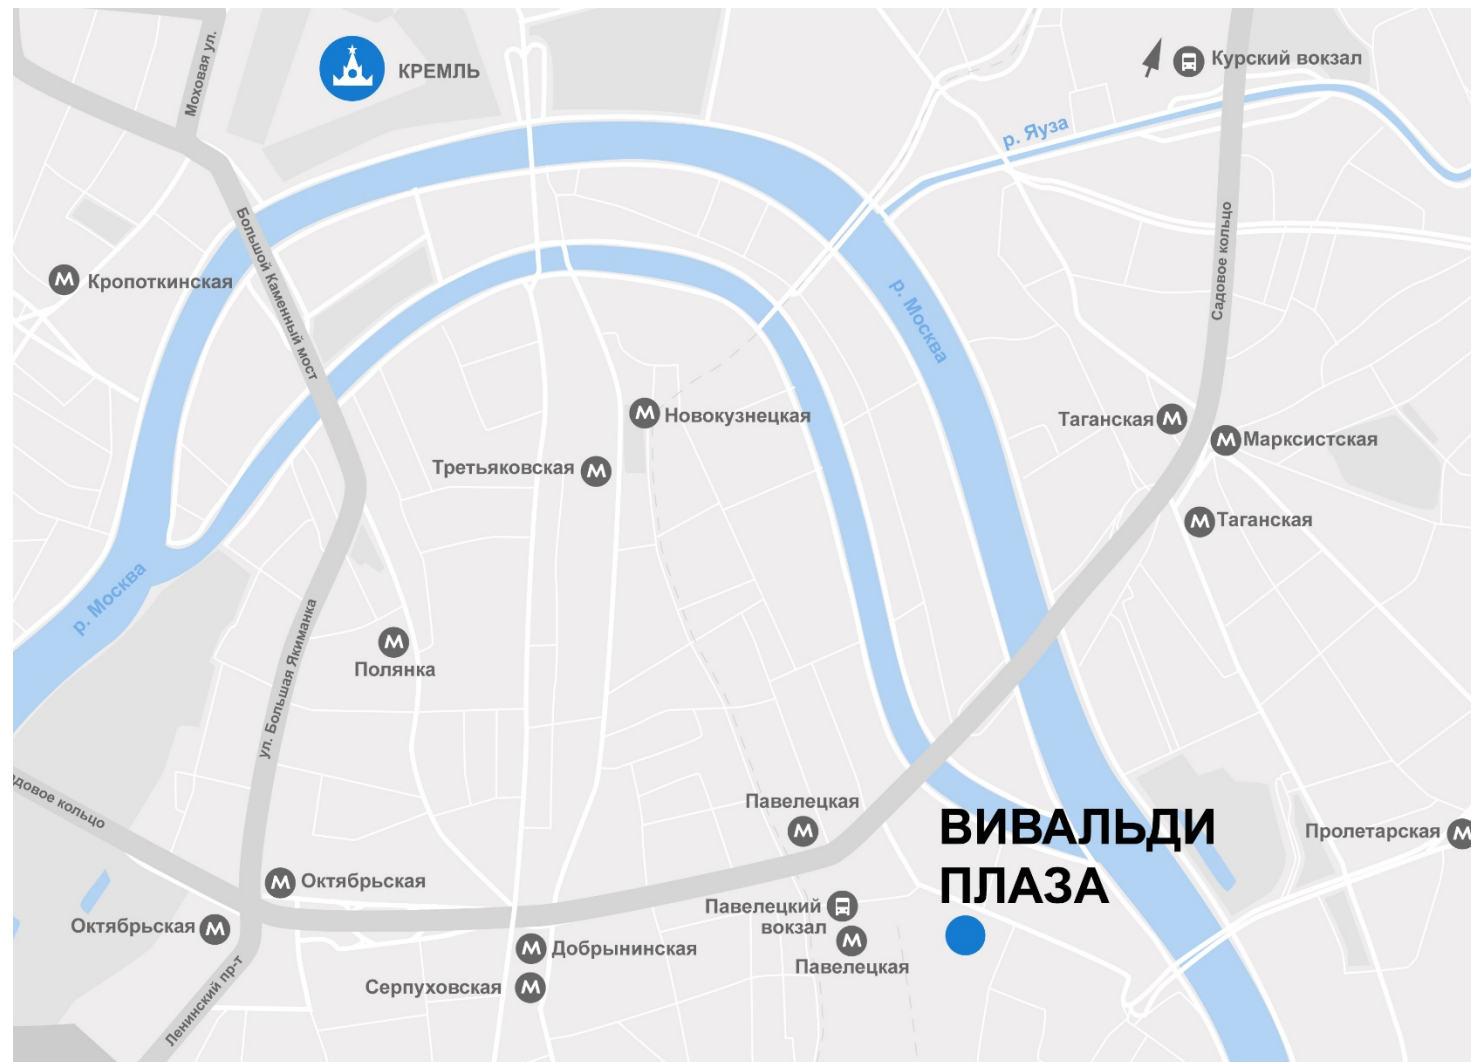 Моховая ул.
КРЕМЛЬ
Курский вокзал
р. Яуза
Большой Каменный мост
Садовое кольцо
Кропоткинская
р. Москва
Новокузнецкая
Таганская
Марксистская
Третьяковская
Таганская
р. Москва
ул. Большая Якиманка
Полянка
довое кольцо
Павелецкая
ВИВАЛЬДИ
ПЛАЗА
Пролетарская
Октябрьская
Октябрьская
Павелецкий
вокзал
Добрынинская
Павелецкая
Серпуховская
Ленинский пр-т